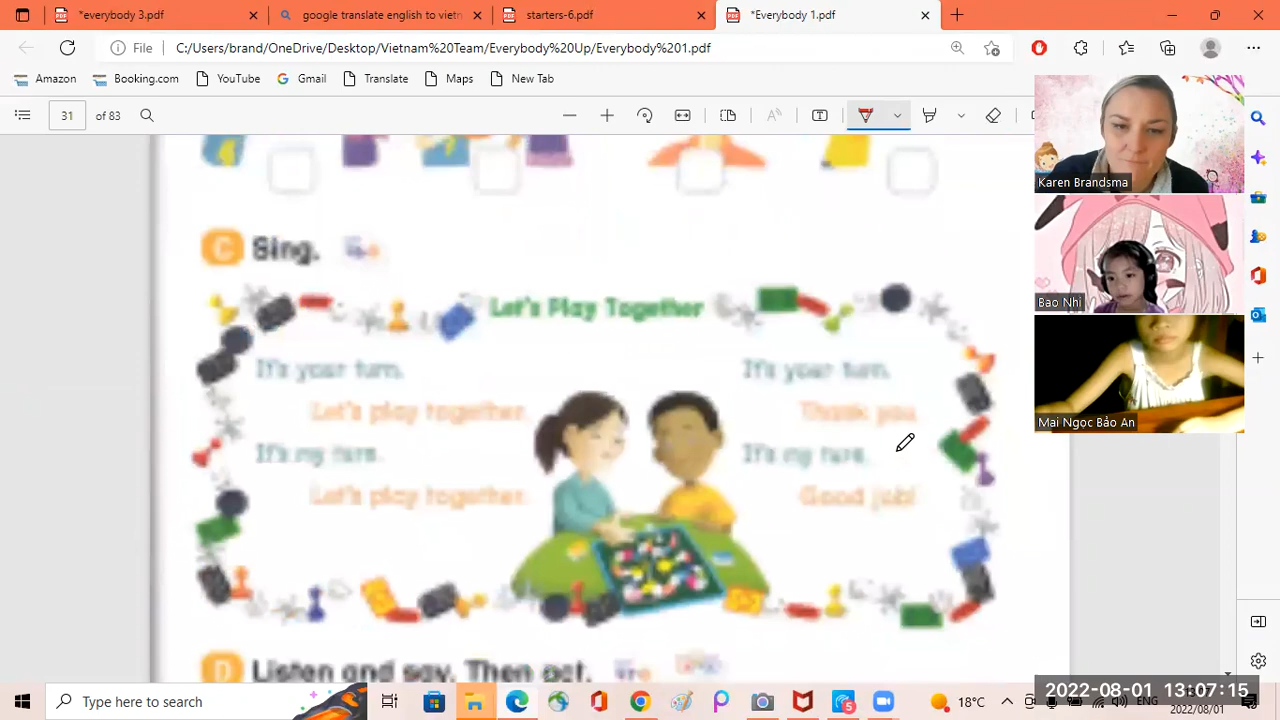 *everybody 3.pdf
google translate english to vietn
starters-6.pdf
*Everybody 1.pdf
File
C:/Users/brand/OneDrive/Desktop/Vietnam%20Team/Everybody%20Up/Everybody%201.pdf
Amazon
Booking.com
YouTube
Gmail
Translate
Maps
New Tab
31
of 83
Karen Brandsma
Bao Nhi
Mai Ngọc Bảo An
C Sing.
Let's Play Together
It's your turn.
Let's play together.
It's my turn.
Let's play together.
It's your turn.
Thank you
It's my turn.
Good job!
D Listen and say. Then act.
Type here to search
5
18°C
ENG
2022-08-01 13:07:15
2022/08/01